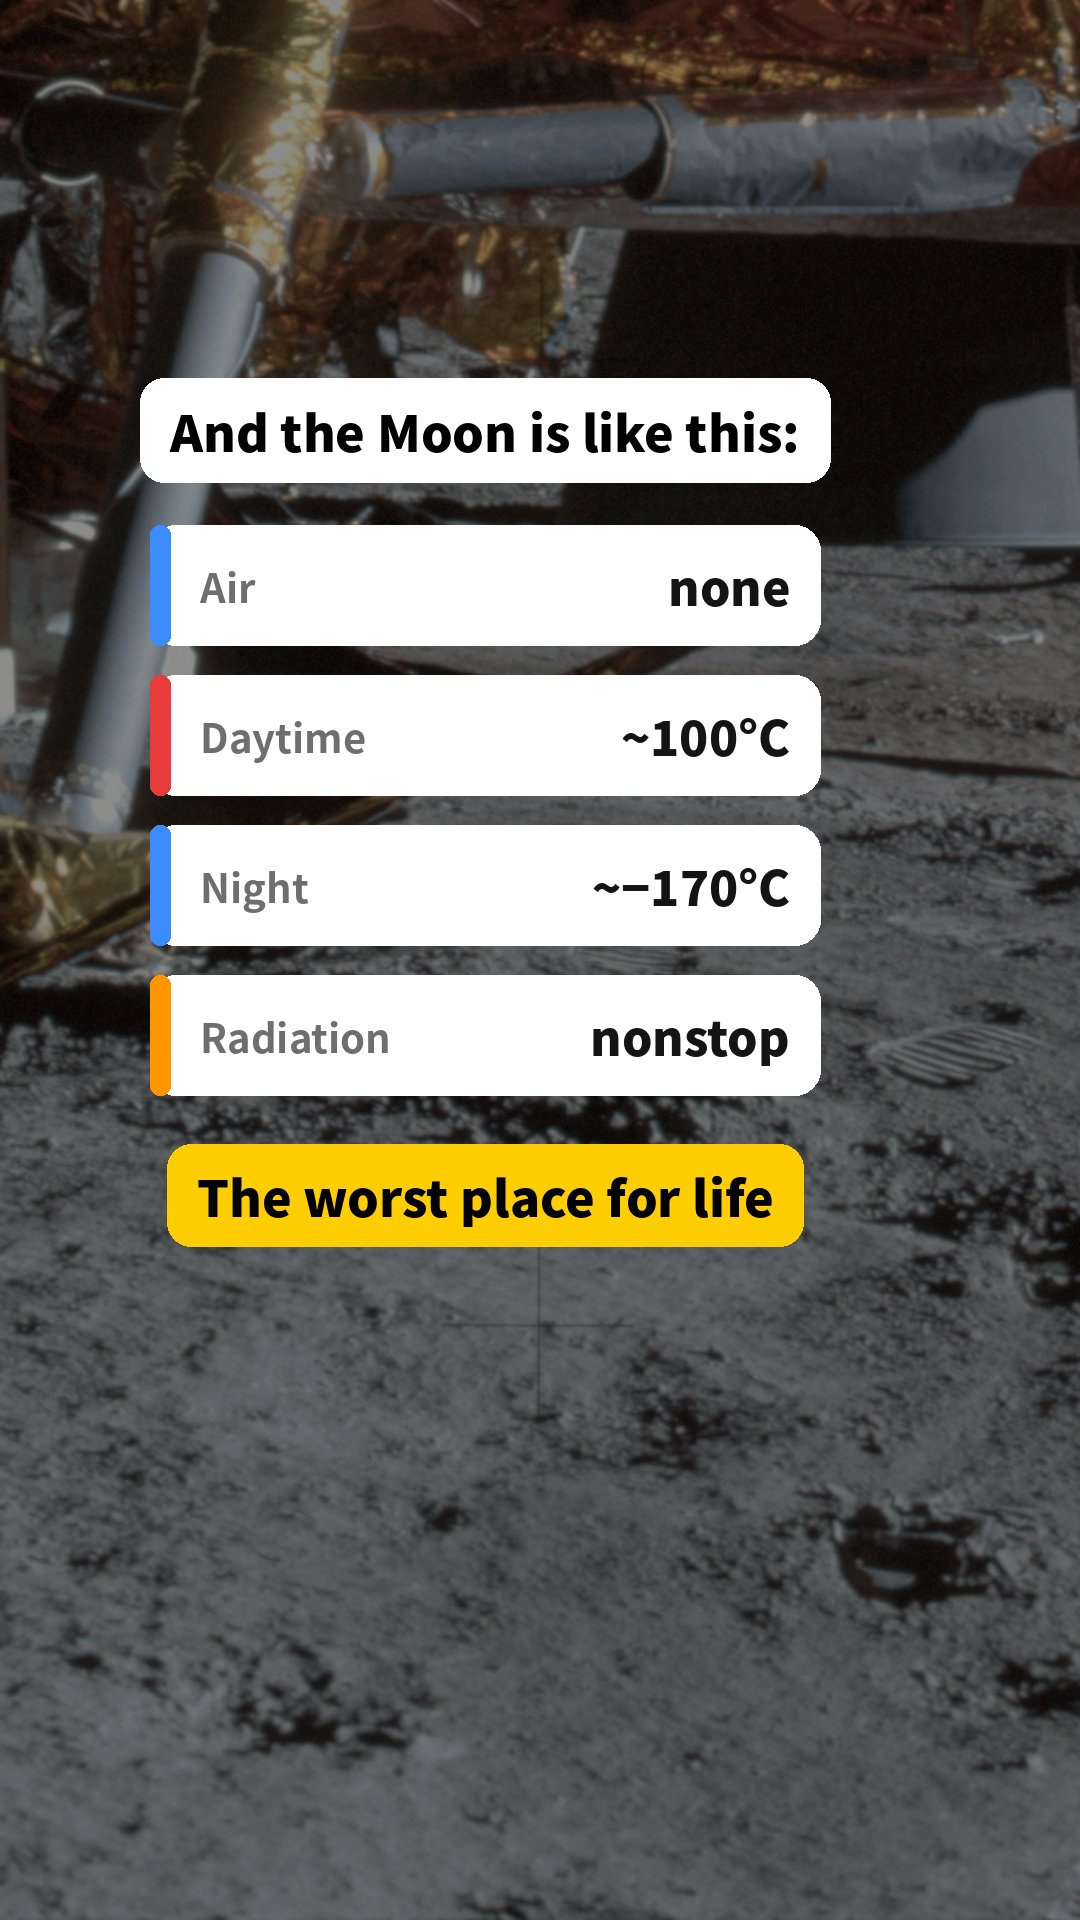 And the Moon is like this:
Air none
Daytime ~100°C
Night ~−170°C
Radiation nonstop
The worst place for life